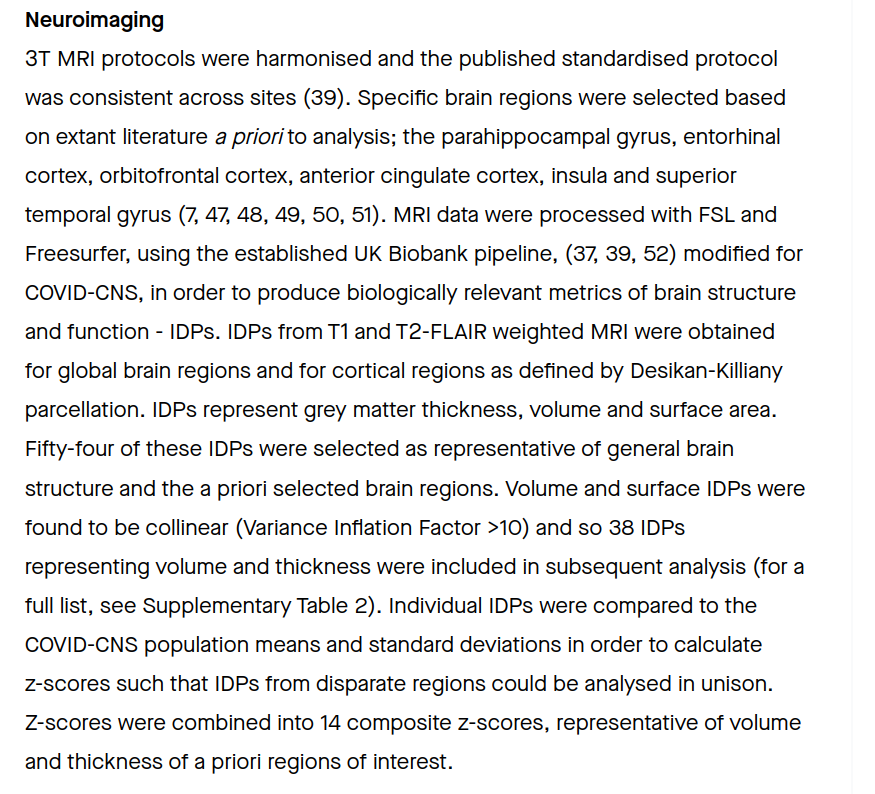 Neuroimaging
3T MRI protocols were harmonised and the published standardised protocol
was consistent across sites (39). Specific brain regions were selected based
on extant literature a priori to analysis; the parahippocampal gyrus, entorhinal
cortex, orbitofrontal cortex, anterior cingulate cortex, insula and superior
temporal gyrus (7, 47, 48, 49, 50, 51). MRI data were processed with FSL and
Freesurfer, using the established UK Biobank pipeline, (37, 39, 52) modified for
COVID-CNS, in order to produce biologically relevant metrics of brain structure
and function - IDPs. IDPs from T1 and T2-FLAIR weighted MRI were obtained
for global brain regions and for cortical regions as defined by Desikan-Killiany
parcellation. IDPs represent grey matter thickness, volume and surface area.
Fifty-four of these IDPs were selected as representative of general brain
structure and the a priori selected brain regions. Volume and surface IDPs were
found to be collinear (Variance Inflation Factor >10) and so 38 IDPs
representing volume and thickness were included in subsequent analysis (for a
full list, see Supplementary Table 2). Individual IDPs were compared to the
COVID-CNS population means and standard deviations in order to calculate
z-scores such that IDPs from disparate regions could be analysed in unison.
Z-scores were combined into 14 composite z-scores, representative of volume
and thickness of a priori regions of interest.